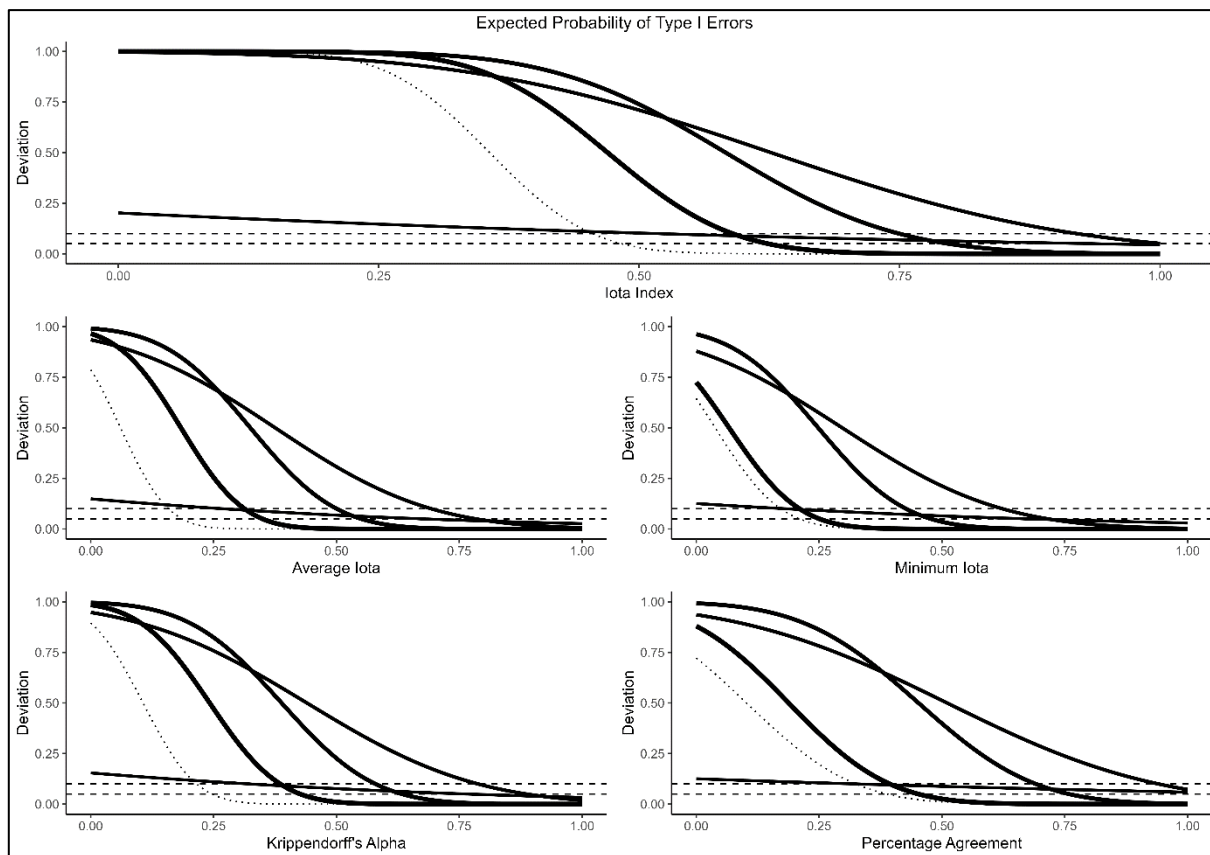 Expected Probability of Type I Errors
1.00
0.75
0.50
0.25
0.00
Deviation
0.00 0.25 0.50 0.75 1.00
Iota Index
1.00
0.75
0.50
0.25
0.00
Deviation
0.00 0.25 0.50 0.75 1.00
Average Iota
1.00
0.75
0.50
0.25
0.00
Deviation
0.00 0.25 0.50 0.75 1.00
Minimum Iota
1.00
0.75
0.50
0.25
0.00
Deviation
0.00 0.25 0.50 0.75 1.00
Krippendorff's Alpha
1.00
0.75
0.50
0.25
0.00
Deviation
0.00 0.25 0.50 0.75 1.00
Percentage Agreement